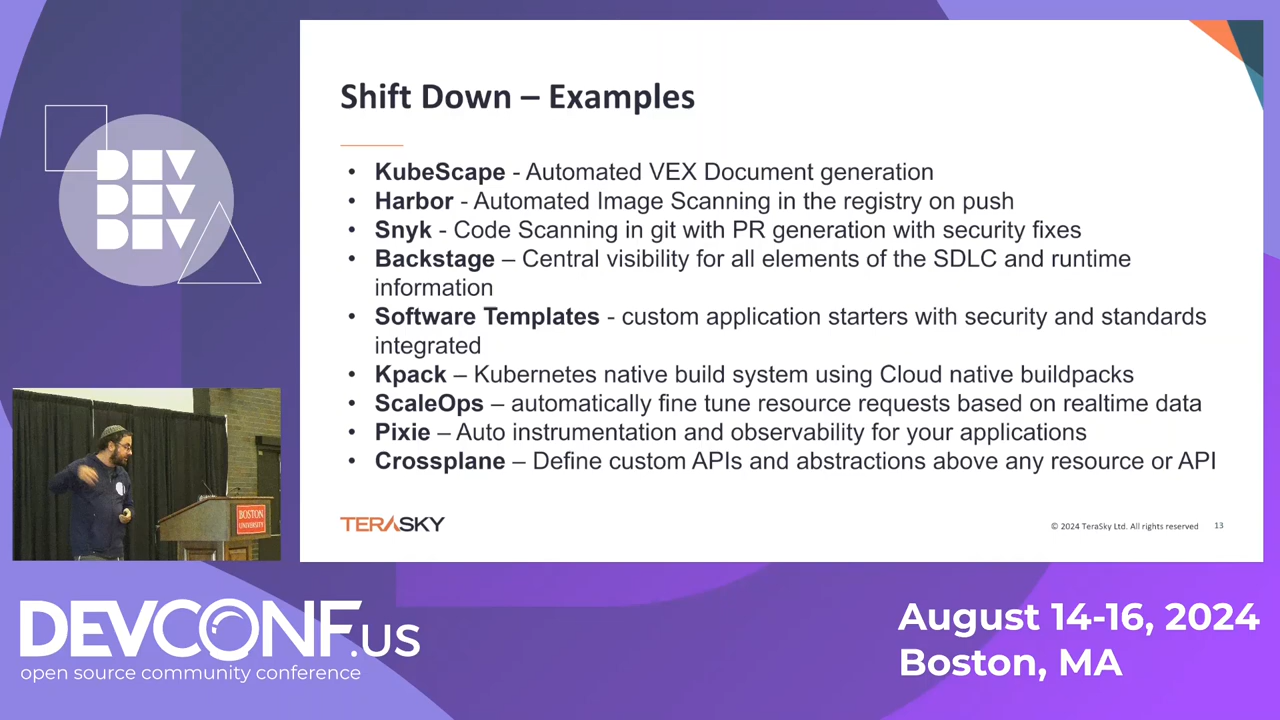 DEV
DEV
DEV
Shift Down – Examples
• KubeScape - Automated VEX Document generation
• Harbor - Automated Image Scanning in the registry on push
• Snyk - Code Scanning in git with PR generation with security fixes
• Backstage – Central visibility for all elements of the SDLC and runtime
information
• Software Templates - custom application starters with security and standards
integrated
• Kpack – Kubernetes native build system using Cloud native buildpacks
• ScaleOps – automatically fine tune resource requests based on realtime data
• Pixie – Auto instrumentation and observability for your applications
• Crossplane – Define custom APIs and abstractions above any resource or API
TERASKY
© 2024 TeraSky Ltd. All rights reserved 13
BOSTON
UNIVERSITY
DEVCONF.US
open source community conference
August 14-16, 2024
Boston, MA